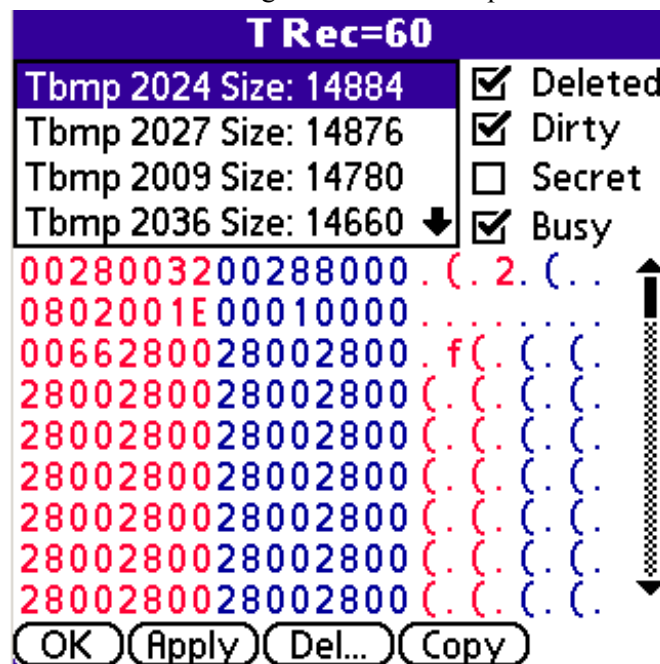 T Rec=60
Tbmp 2024 Size: 14884
Tbmp 2027 Size: 14876
Tbmp 2009 Size: 14780
Tbmp 2036 Size: 14660
Deleted
Dirty
Secret
Busy
0028003200288000.(.2.(..
0802001E00010000........
0066280028002800.f(.(.(.
2800280028002800(.(.(.(.
2800280028002800(.(.(.(.
2800280028002800(.(.(.(.
2800280028002800(.(.(.(.
2800280028002800(.(.(.(.
2800280028002800(.(.(.(.
OK Apply Del... Copy